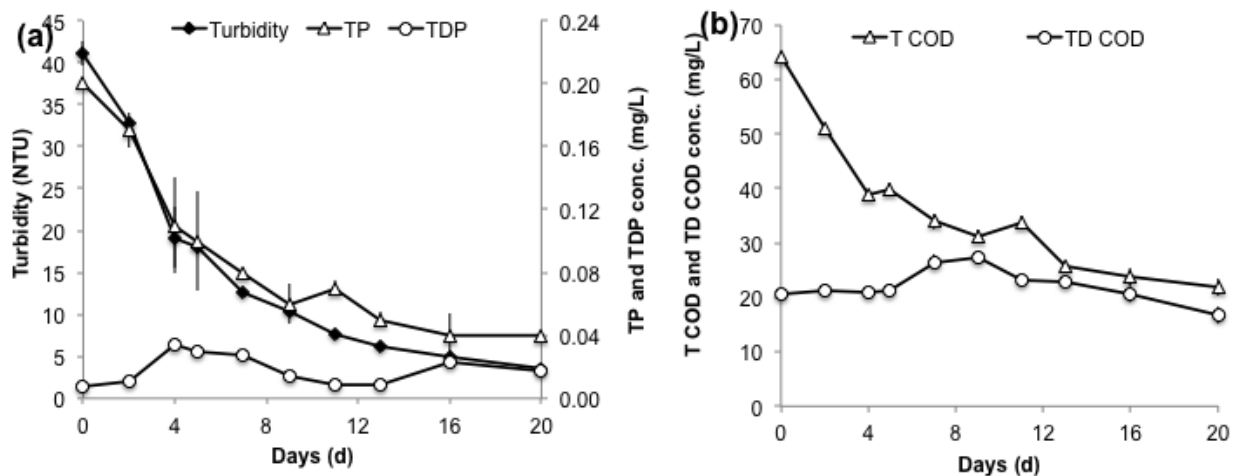 (a)
Turbidity TP TDP
45
40
35
30
25
20
15
10
5
0
Turbidity (NTU)
0.24
0.20
0.16
0.12
0.08
0.04
0.00
TP and TDP conc. (mg/L)
0 4 8 12 16 20
Days (d)
(b)
T COD TD COD
70
60
50
40
30
20
10
0
T COD and TD COD conc. (mg/L)
0 4 8 12 16 20
Days (d)